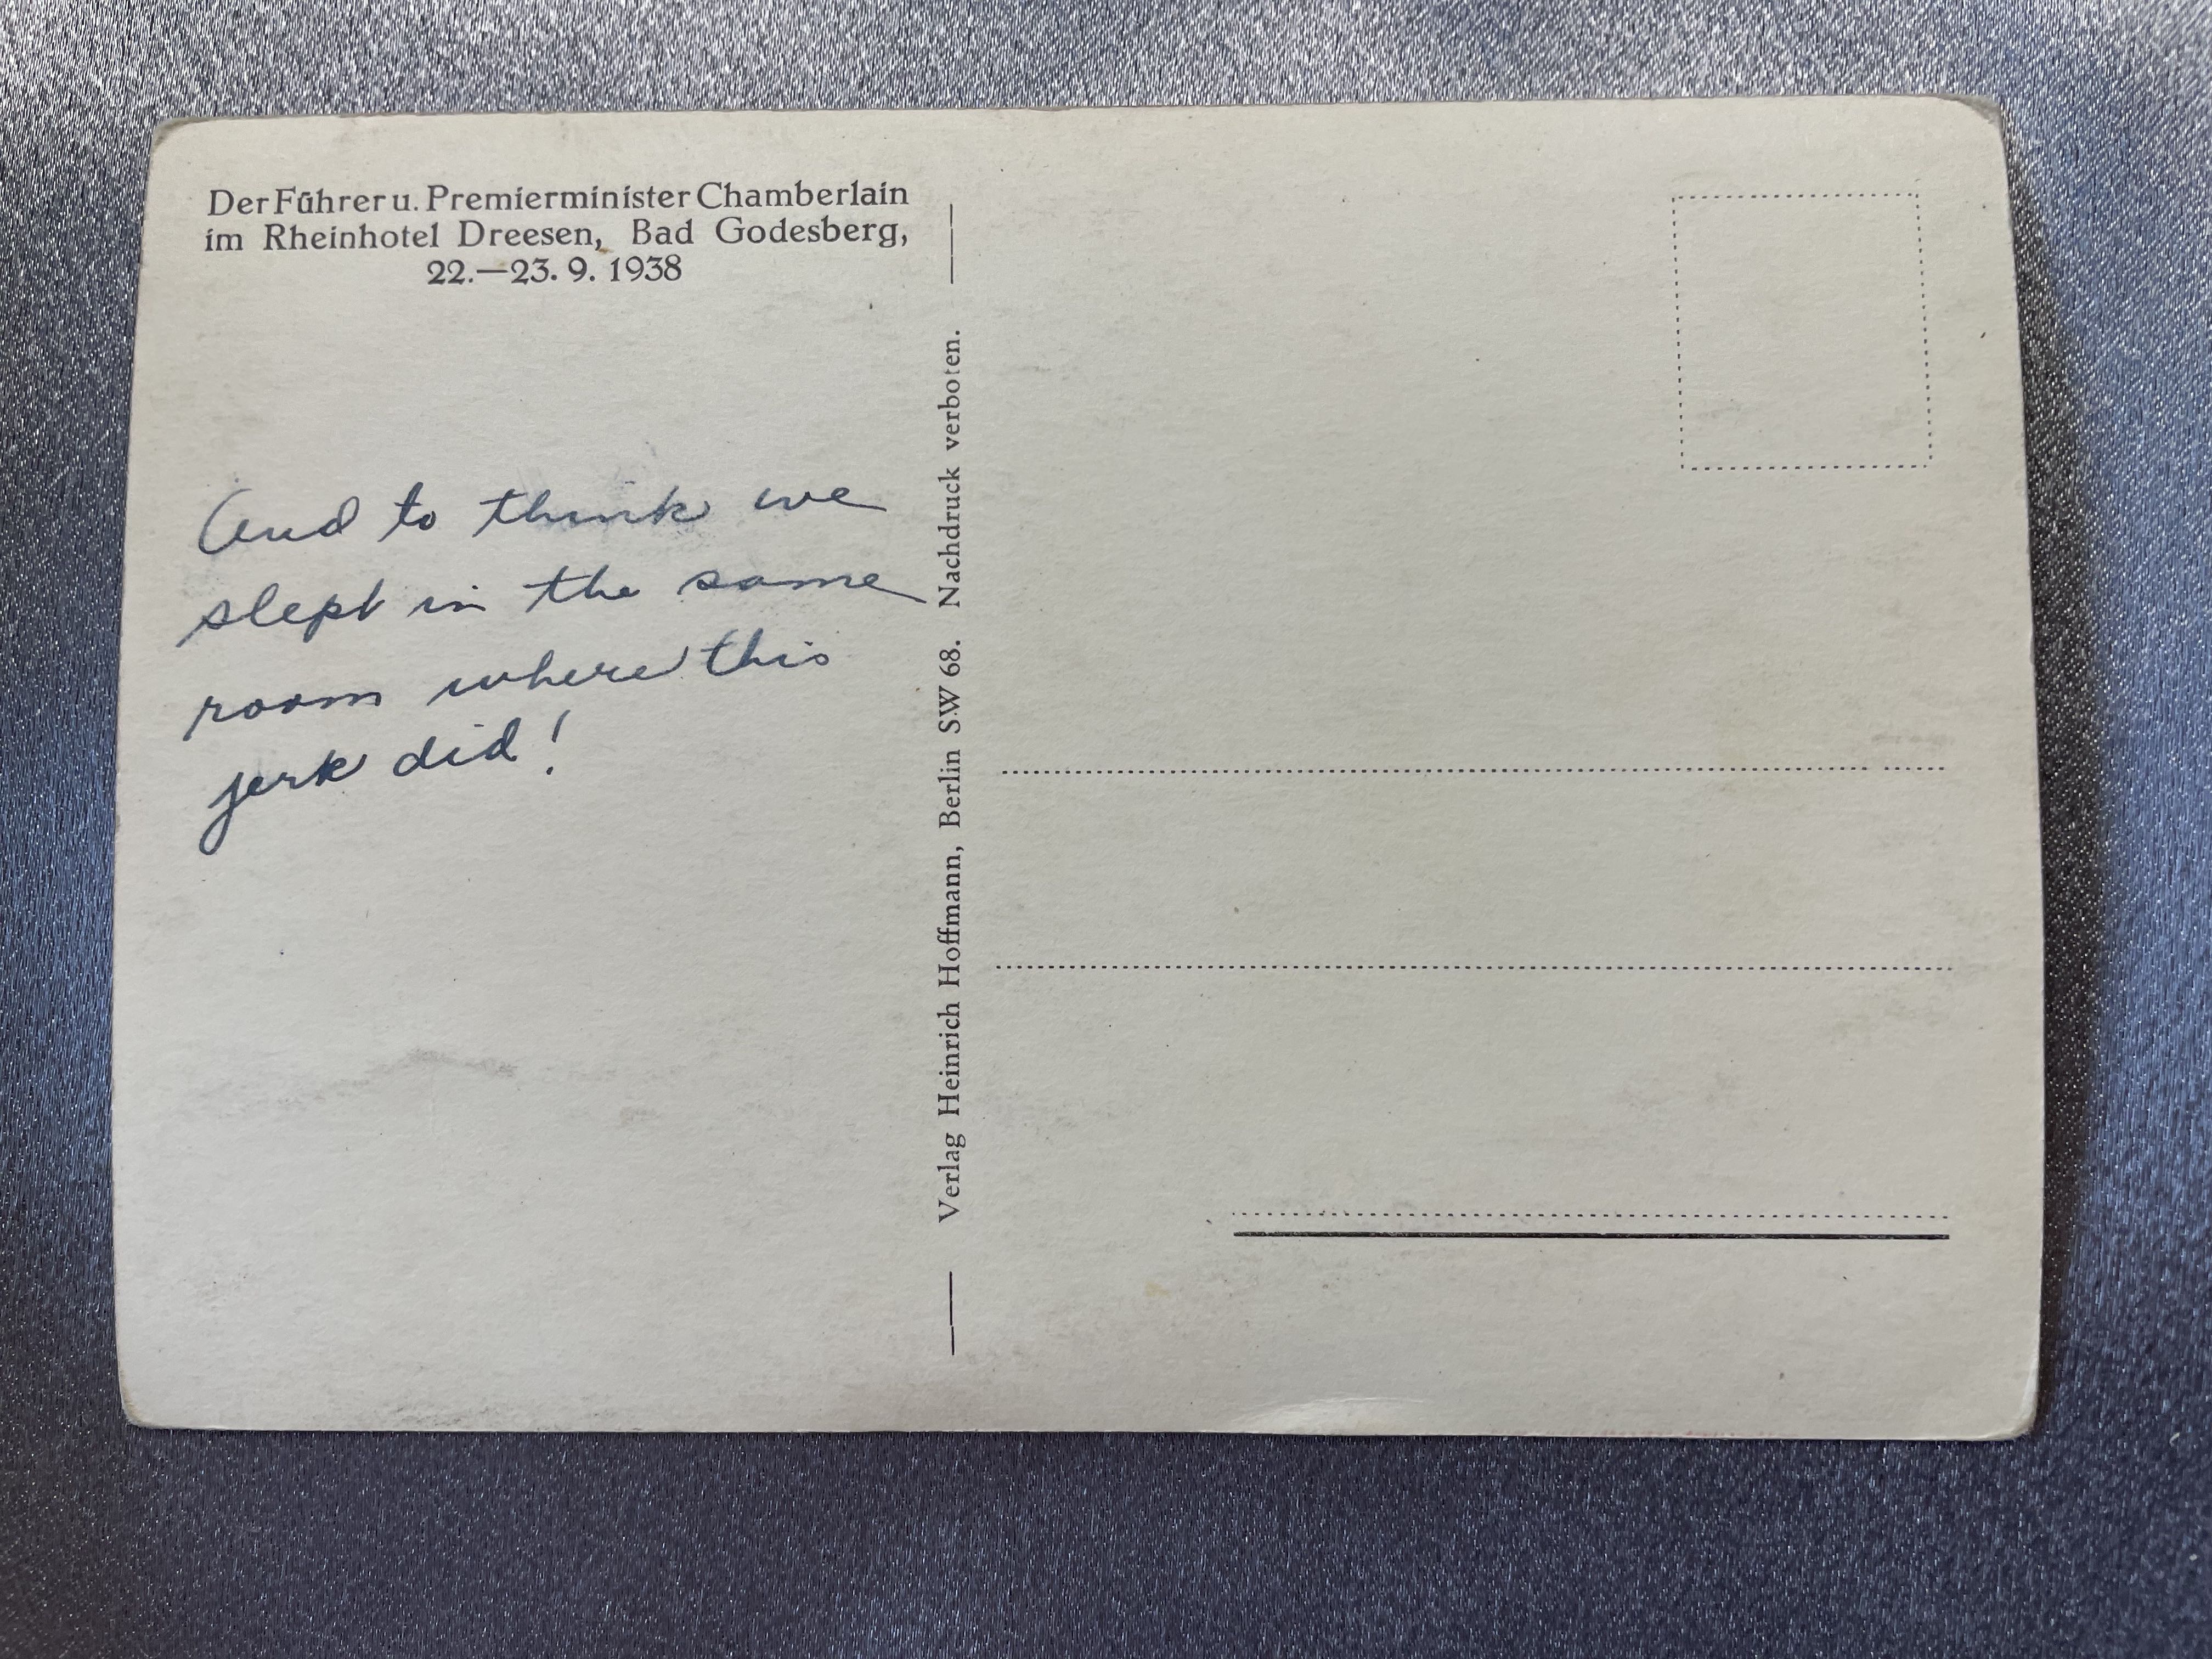 Der Führer u. Premierminister Chamberlain
im Rheinhotel Dreesen, Bad Godesberg,
22.—23. 9. 1938
And to think we
slept in the same
room where this
jerk did!
Verlag Heinrich Hoffmann, Berlin SW 68. Nachdruck verboten.